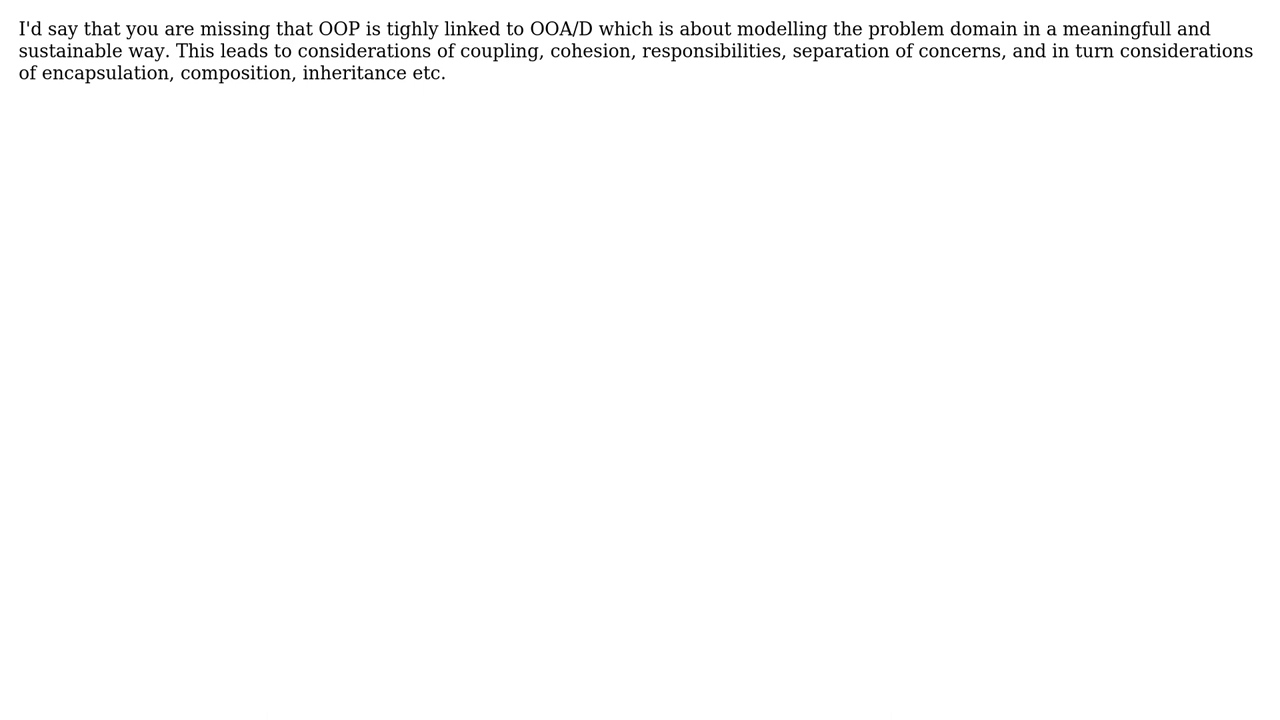 I'd say that you are missing that OOP is tighly linked to OOA/D which is about modelling the problem domain in a meaningfull and
sustainable way. This leads to considerations of coupling, cohesion, responsibilities, separation of concerns, and in turn considerations
of encapsulation, composition, inheritance etc.